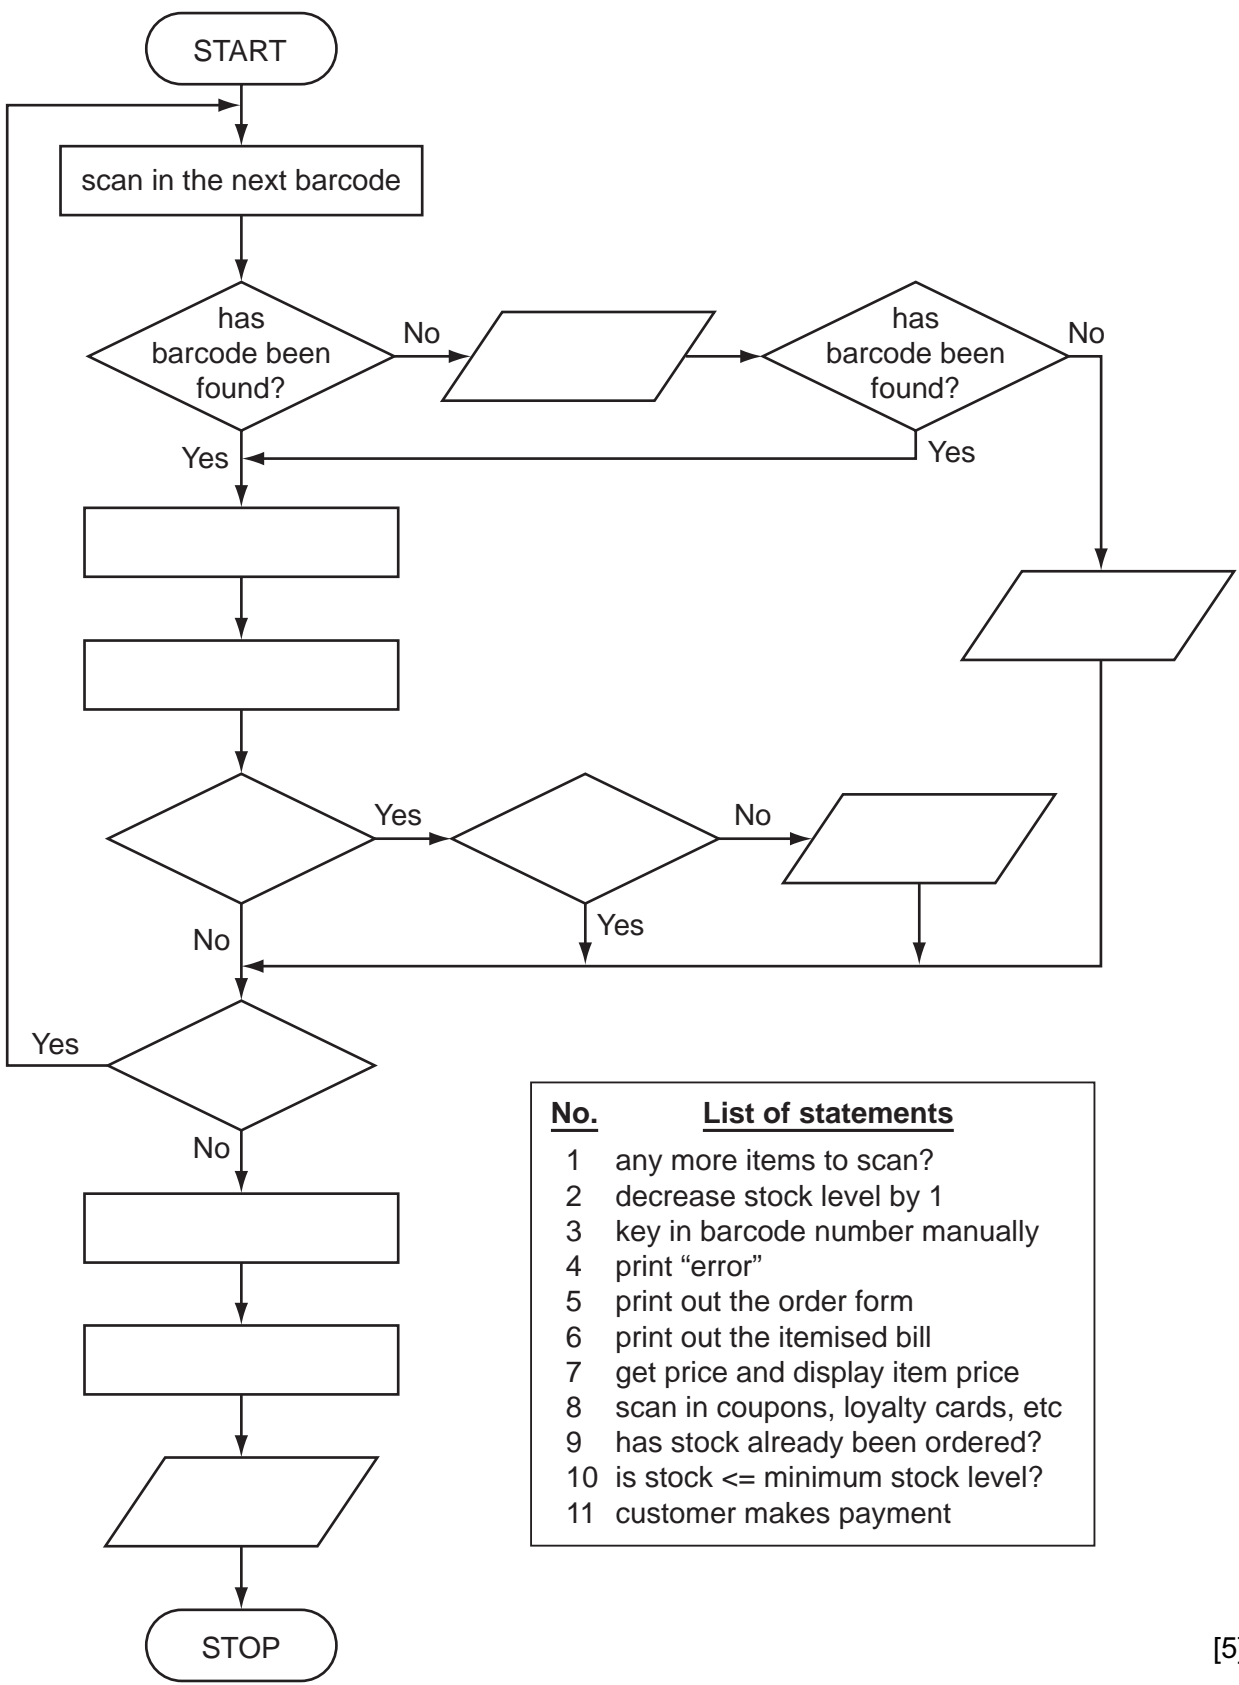 START
scan in the next barcode
has
barcode been
found?
No
has
barcode been
found?
No
Yes
Yes
Yes
No
No
Yes
Yes
No
No. List of statements
1 any more items to scan?
2 decrease stock level by 1
3 key in barcode number manually
4 print “error”
5 print out the order form
6 print out the itemised bill
7 get price and display item price
8 scan in coupons, loyalty cards, etc
9 has stock already been ordered?
10 is stock <= minimum stock level?
11 customer makes payment
STOP
[5]